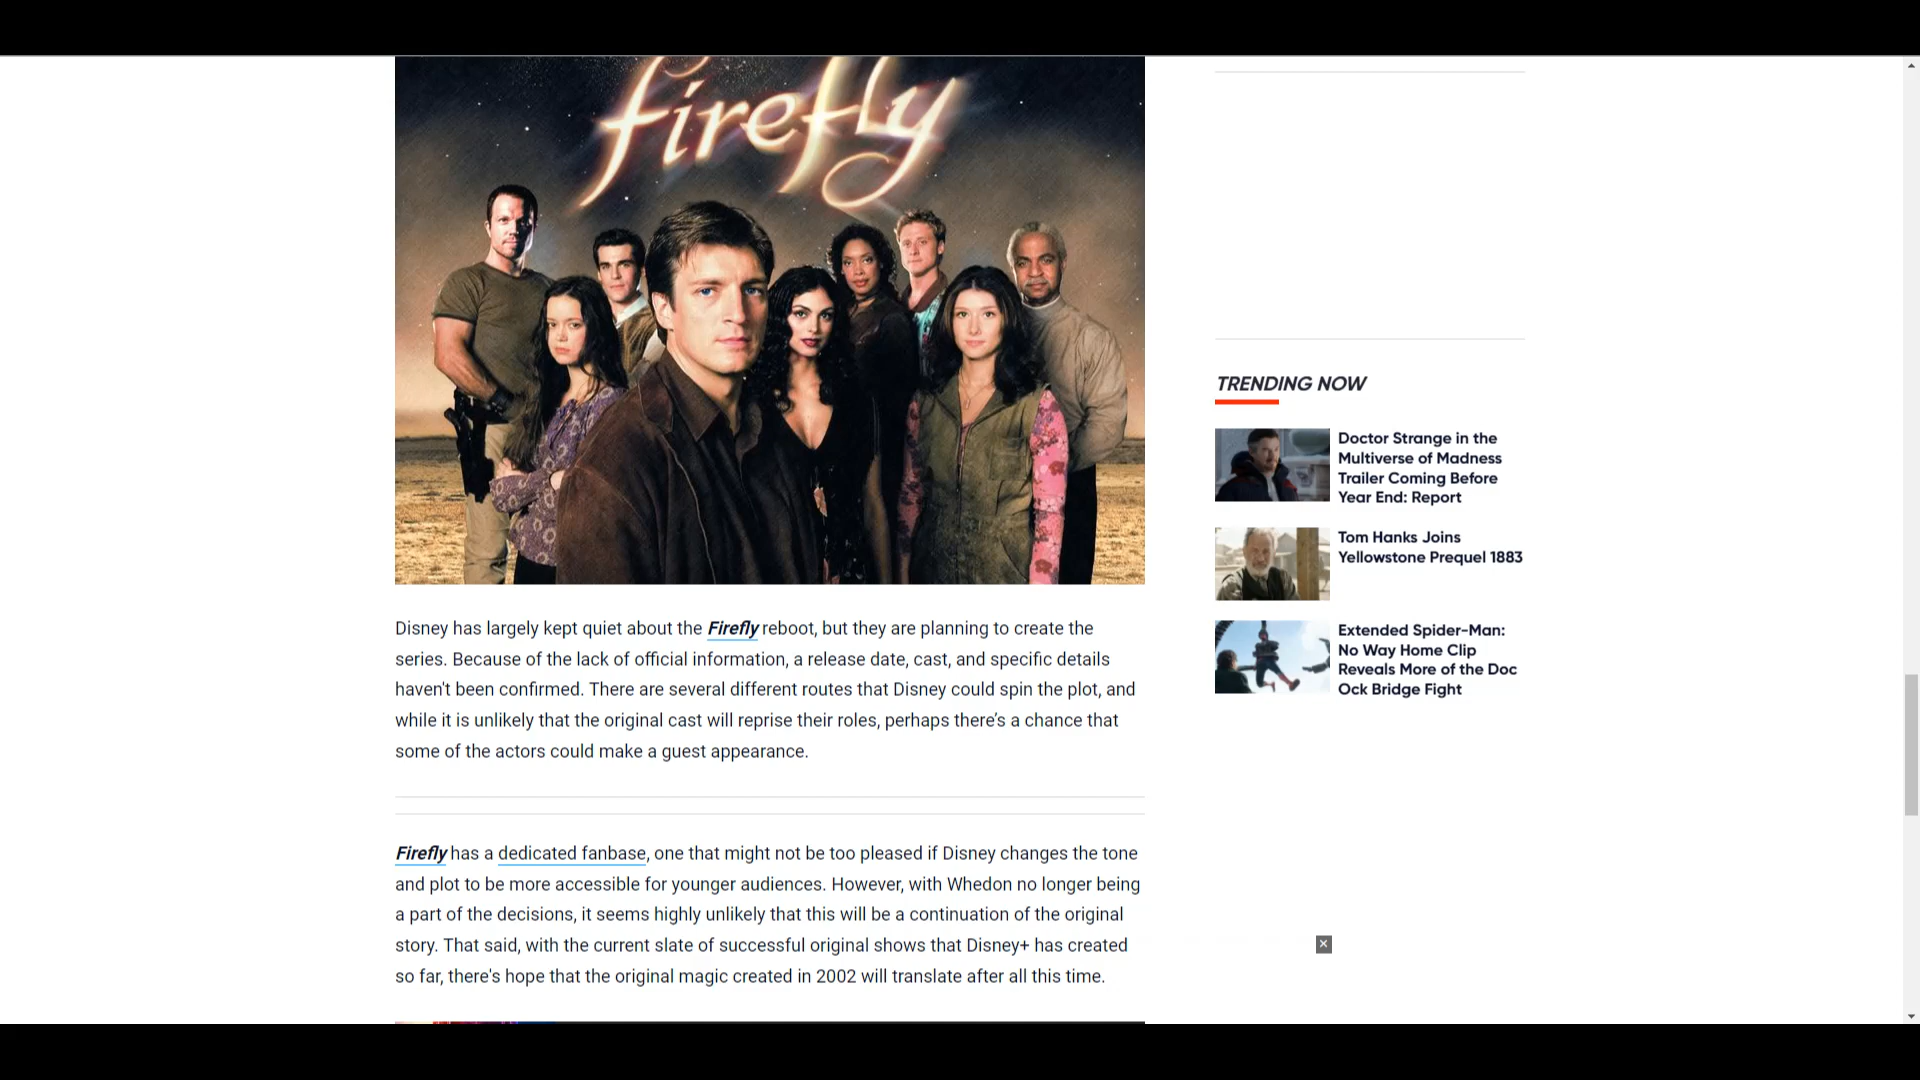 firefly
Disney has largely kept quiet about the Firefly reboot, but they are planning to create the
series. Because of the lack of official information, a release date, cast, and specific details
haven't been confirmed. There are several different routes that Disney could spin the plot, and
while it is unlikely that the original cast will reprise their roles, perhaps there's a chance that
some of the actors could make a guest appearance.
Firefly has a dedicated fanbase, one that might not be too pleased if Disney changes the tone
and plot to be more accessible for younger audiences. However, with Whedon no longer being
a part of the decisions, it seems highly unlikely that this will be a continuation of the original
story. That said, with the current slate of successful original shows that Disney+ has created
so far, there's hope that the original magic created in 2002 will translate after all this time.
TRENDING NOW
Doctor Strange in the
Multiverse of Madness
Trailer Coming Before
Year End: Report
Tom Hanks Joins
Yellowstone Prequel 1883
Extended Spider-Man:
No Way Home Clip
Reveals More of the Doc
Ock Bridge Fight